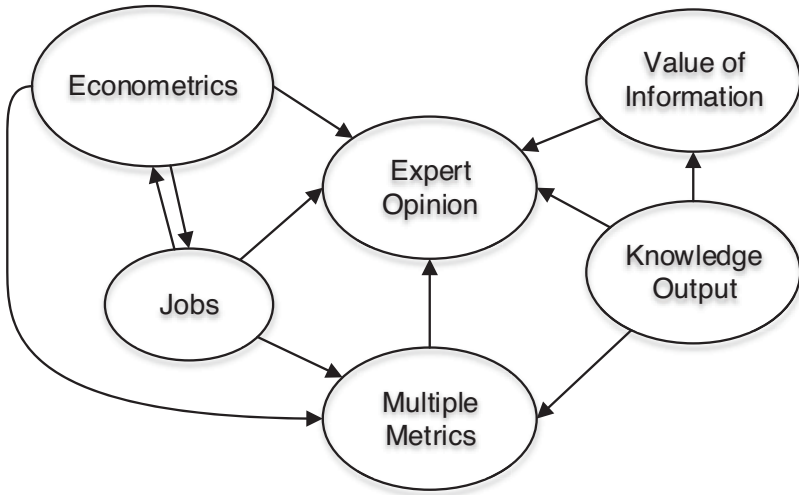 Econometrics
Value of
Information
Expert
Opinion
Knowledge
Output
Jobs
Multiple
Metrics